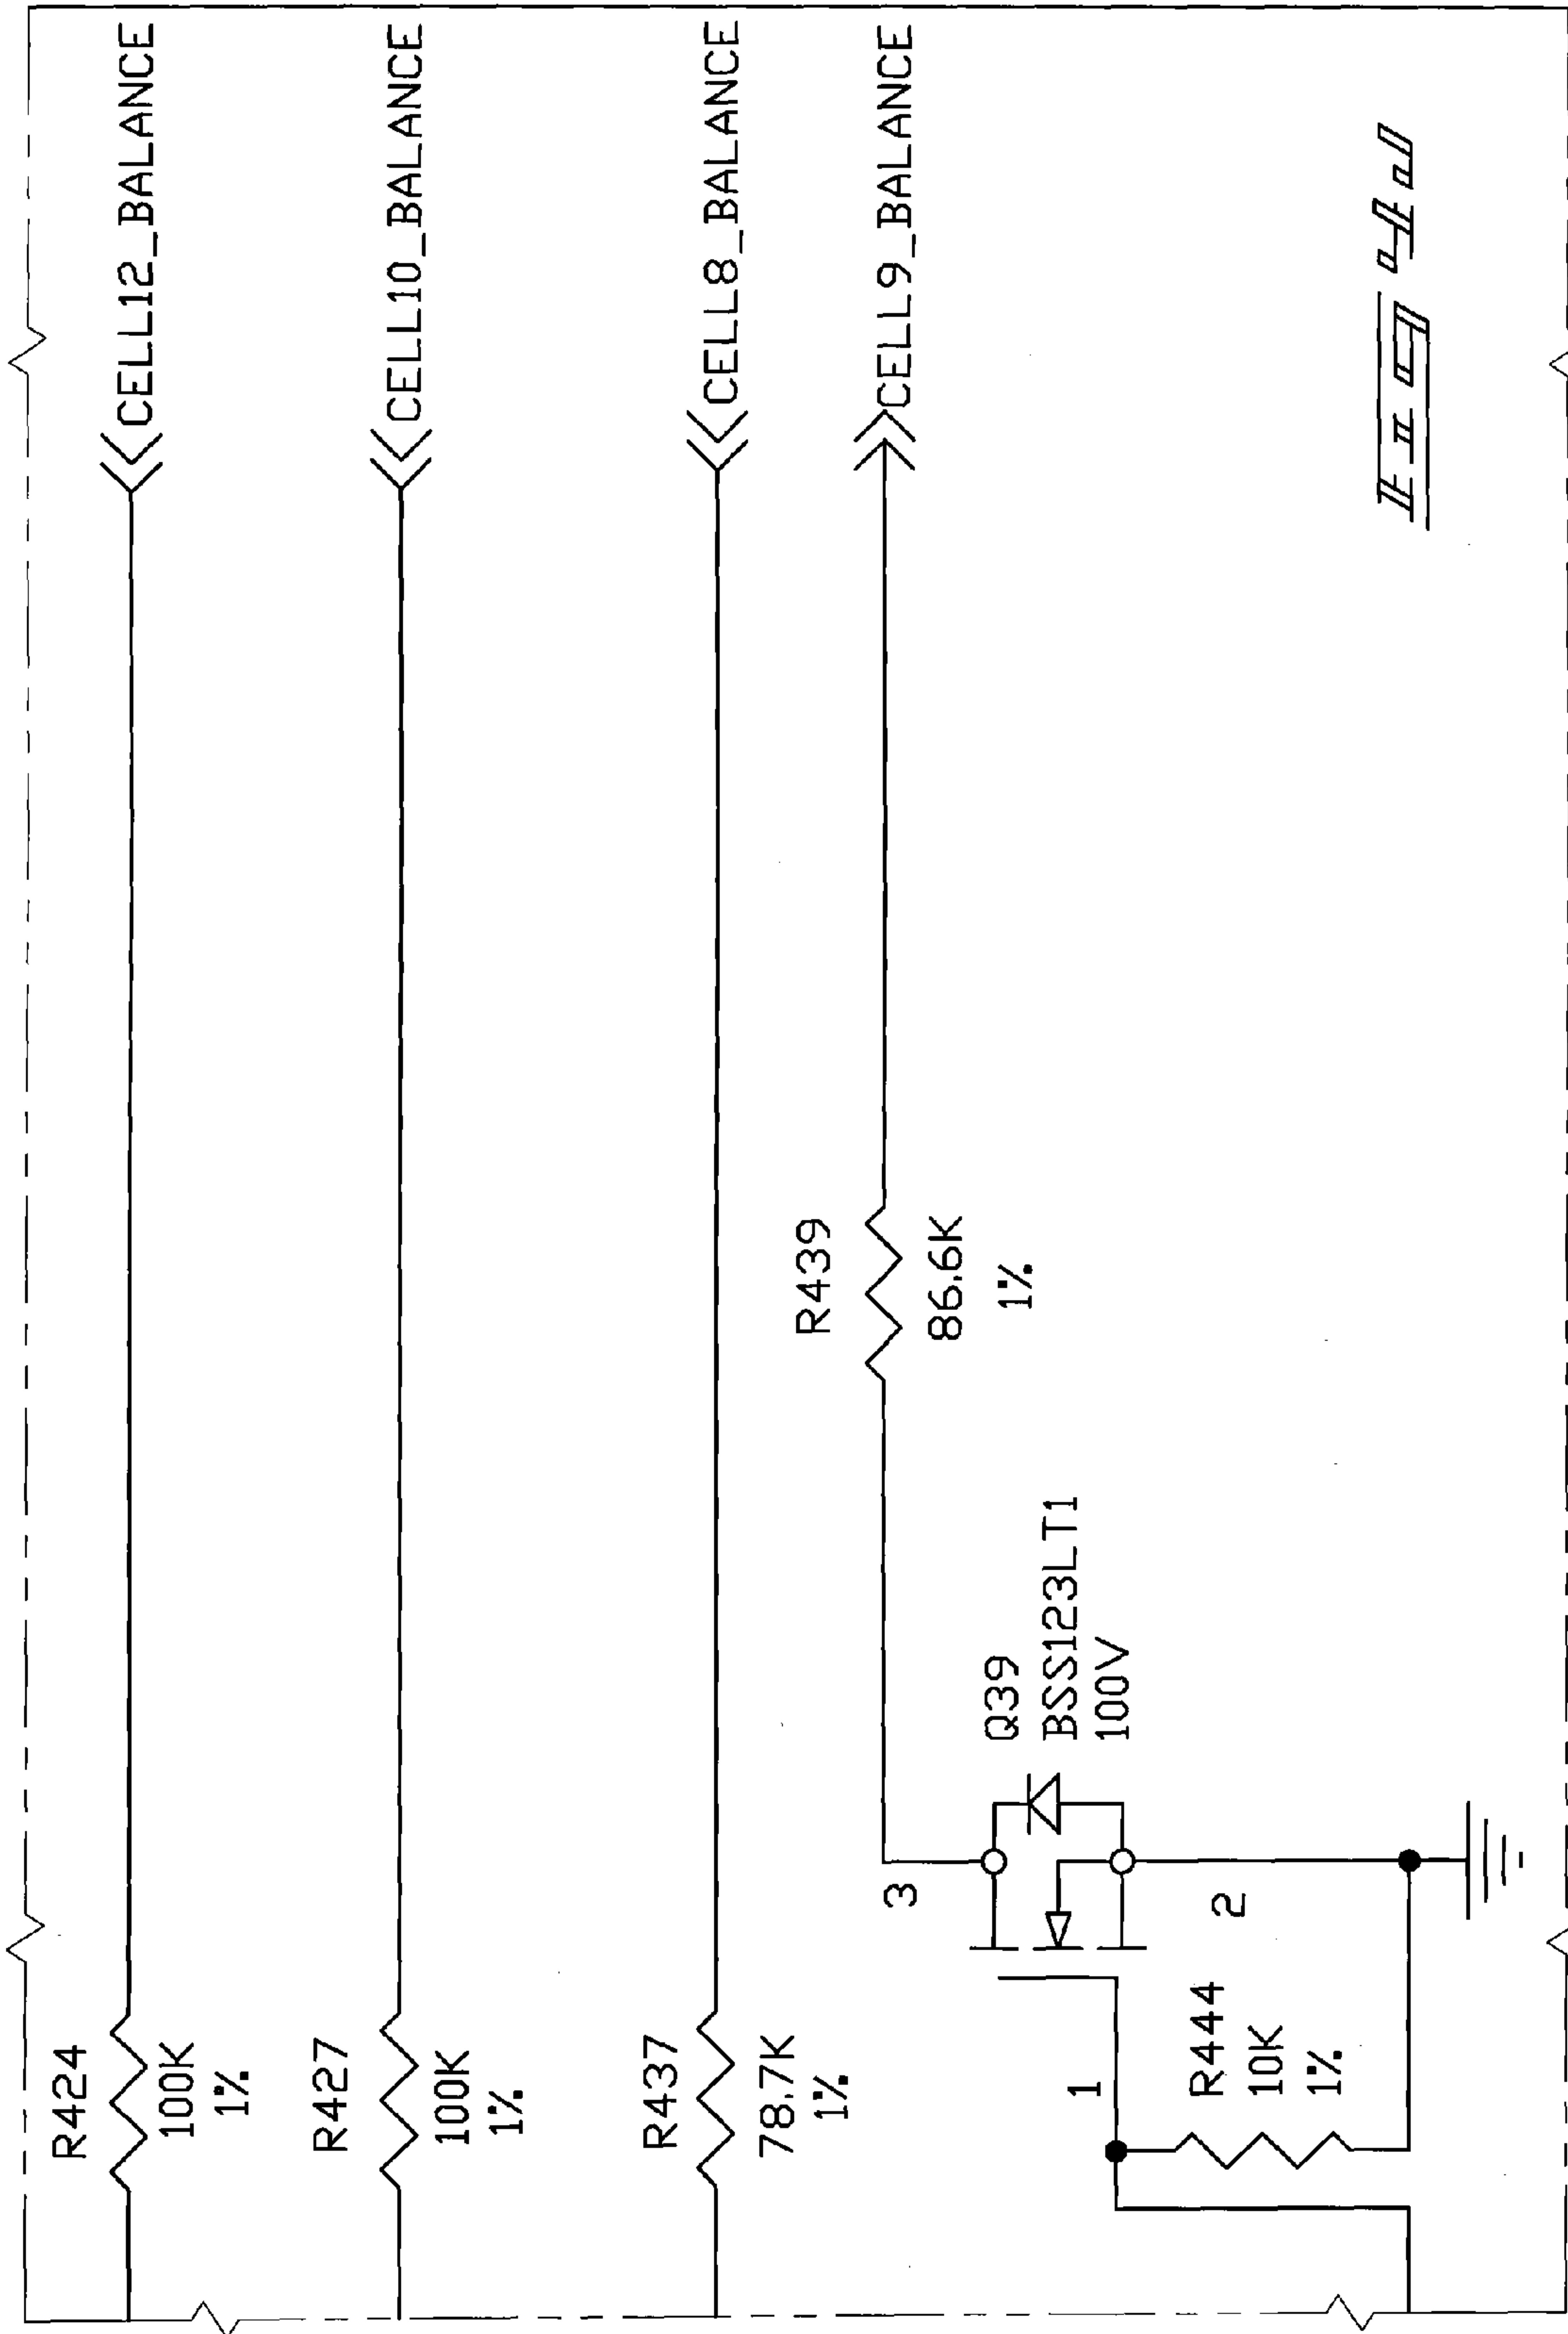 R424
100K
1%
CELL12_BALANCE
R427
100K
1%
CELL10_BALANCE
R437
78.7K
1%
CELL8_BALANCE
R439
86.6K
1%
CELL9_BALANCE
3
Q39
BSS123LT1
100V
1
2
R444
10K
1%